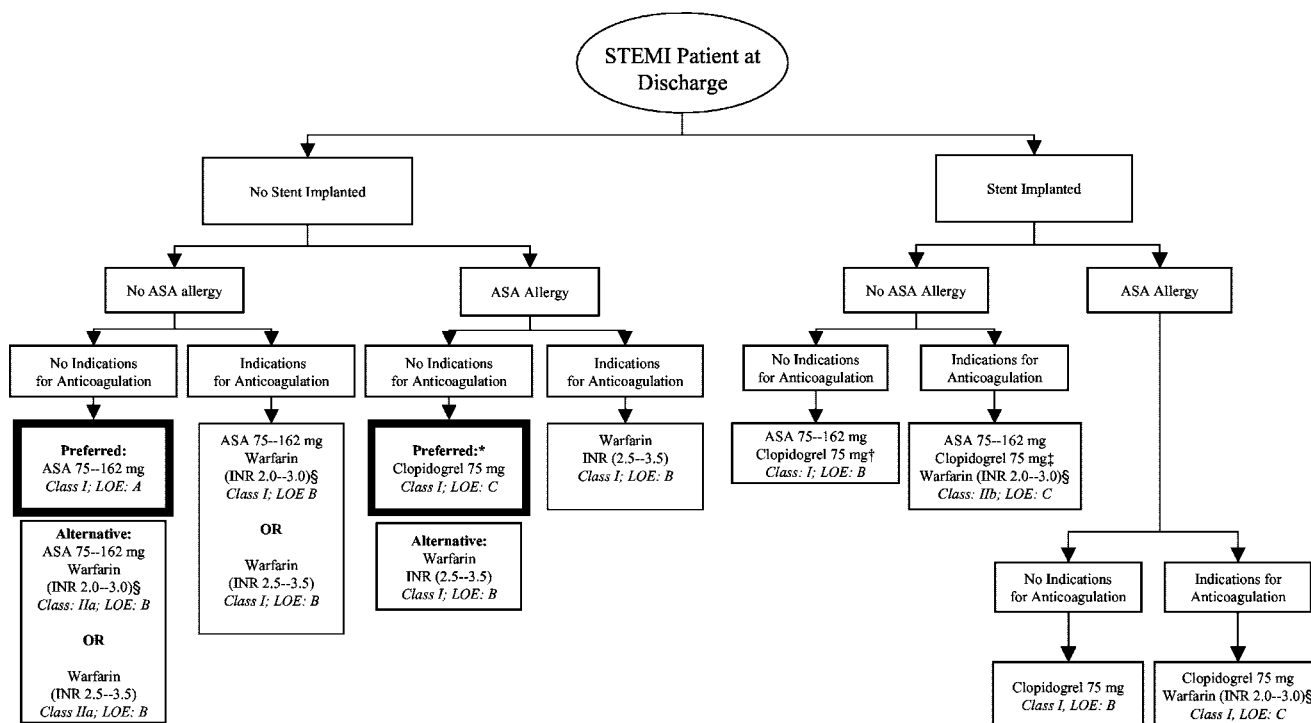 STEMI Patient at
Discharge
No Stent Implanted
Stent Implanted
No ASA allergy
ASA Allergy
No ASA Allergy
ASA Allergy
No Indications
for Anticoagulation
Indications
for Anticoagulation
No Indications
for Anticoagulation
Indications for
Anticoagulation
No Indications
for Anticoagulation
Indications for
Anticoagulation
Preferred:
ASA 75--162 mg
Class I; LOE: A
Alternative:
ASA 75--162 mg
Warfarin
(INR 2.0--3.0)§
Class: IIa; LOE: B
OR
Warfarin
(INR 2.5--3.5)
Class IIa; LOE: B
ASA 75--162 mg
Warfarin
(INR 2.0--3.0)§
Class I; LOE B
OR
Warfarin
(INR 2.5--3.5)
Class I; LOE: B
Preferred:*
Clopidogrel 75 mg
Class I; LOE: C
Alternative:
Warfarin
INR (2.5--3.5)
Class I; LOE: B
Warfarin
INR (2.5--3.5)
Class I; LOE: B
ASA 75--162 mg
Clopidogrel 75 mg†
Class: I; LOE: B
ASA 75--162 mg
Clopidogrel 75 mg‡
Warfarin (INR 2.0--3.0)§
Class: IIb; LOE: C
No Indications
for Anticoagulation
Indications for
Anticoagulation
Clopidogrel 75 mg
Class I, LOE: B
Clopidogrel 75 mg
Warfarin (INR 2.0--3.0)§
Class I, LOE: C